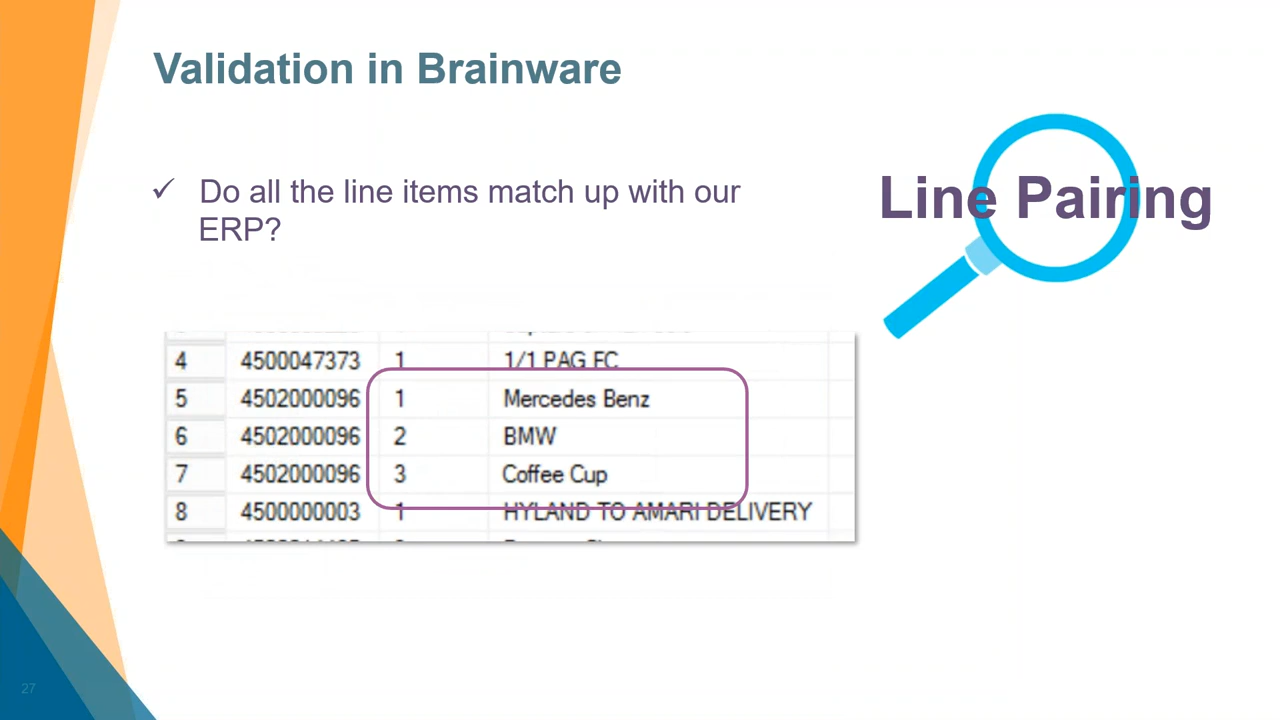 Validation in Brainware
✓ Do all the line items match up with our
ERP?
Line Pairing
4 4500047373 1 1/1 PAG FC
5 4502000096 1 Mercedes Benz
6 4502000096 2 BMW
7 4502000096 3 Coffee Cup
8 4500000003 1 HYLAND TO AMARI DELIVERY
27